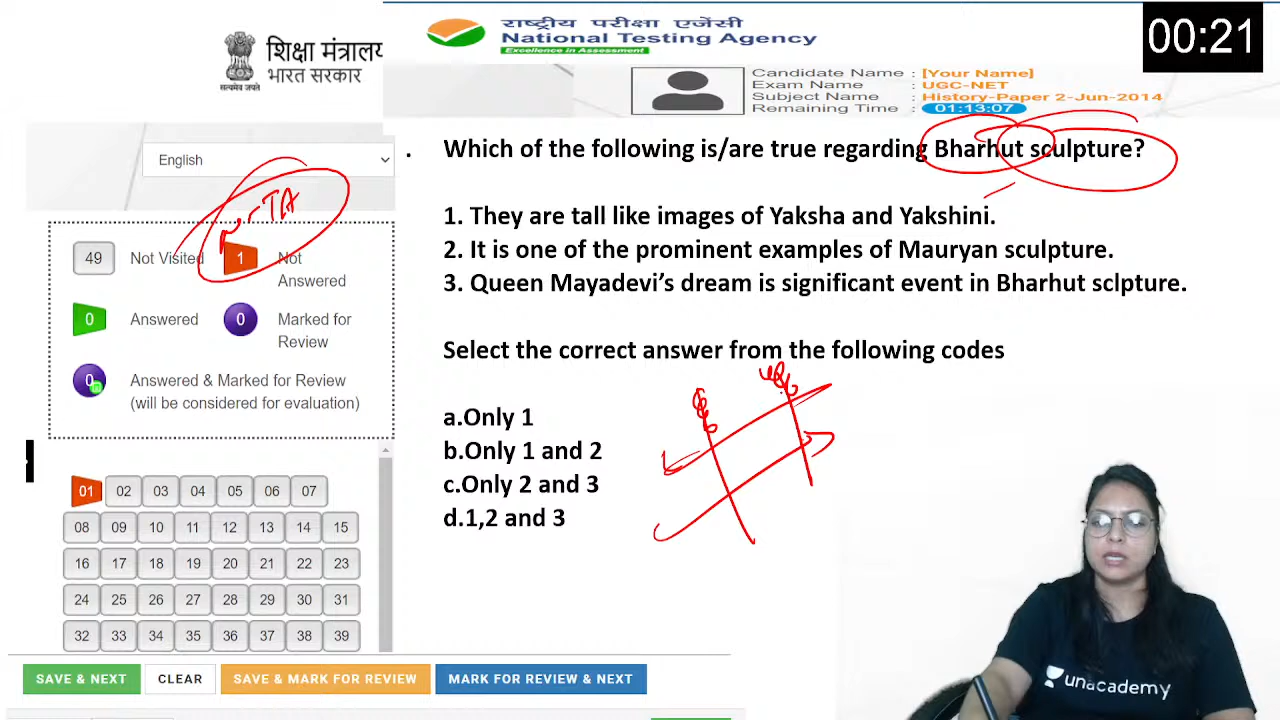 राष्ट्रीय परीक्षा एजेंसी
National Testing Agency
Excellence in Assessment
00:21
शिक्षा मंत्रालय
भारत सरकार
सत्यमेव जयते
Candidate Name : [Your Name]
Exam Name : UGC-NET
Subject Name : History-Paper 2-Jun-2014
Remaining Time : 01:13:07
English
. Which of the following is/are true regarding Bharhut sculpture?
1. They are tall like images of Yaksha and Yakshini.
2. It is one of the prominent examples of Mauryan sculpture.
3. Queen Mayadevi's dream is significant event in Bharhut sclpture.
Select the correct answer from the following codes
a.Only 1
b.Only 1 and 2
c.Only 2 and 3
d.1,2 and 3
49 Not Visited 1 Not Answered
0 Answered 0 Marked for Review
0 Answered & Marked for Review
(will be considered for evaluation)
01 02 03 04 05 06 07
08 09 10 11 12 13 14 15
16 17 18 19 20 21 22 23
24 25 26 27 28 29 30 31
32 33 34 35 36 37 38 39
SAVE & NEXT CLEAR SAVE & MARK FOR REVIEW MARK FOR REVIEW & NEXT
unacademy